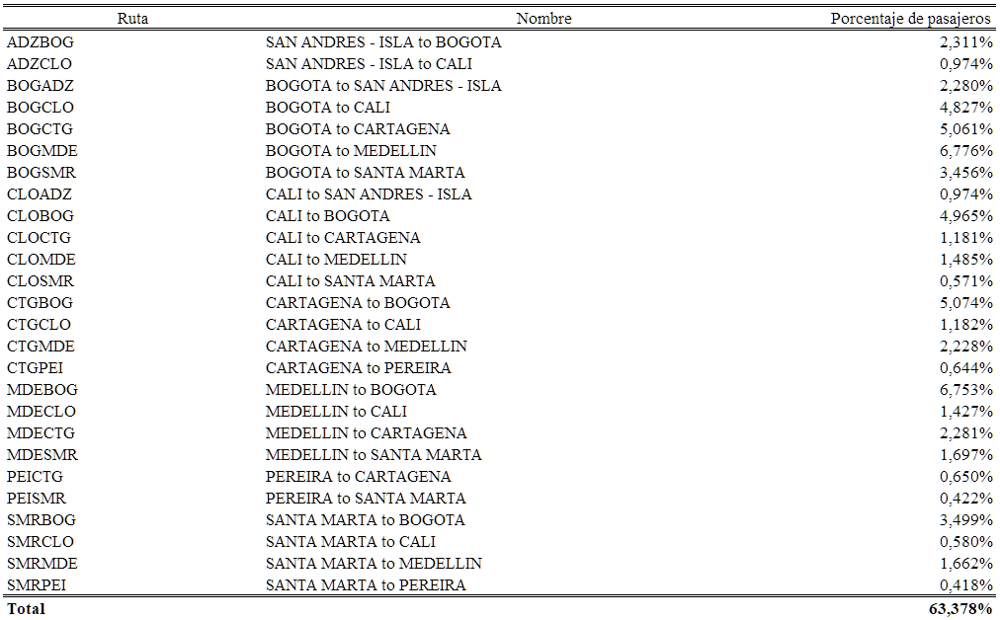 Ruta Nombre Porcentaje de pasajeros
ADZBOG SAN ANDRES - ISLA to BOGOTA 2,311%
ADZCLO SAN ANDRES - ISLA to CALI 0,974%
BOGADZ BOGOTA to SAN ANDRES - ISLA 2,280%
BOGCLO BOGOTA to CALI 4,827%
BOGCTG BOGOTA to CARTAGENA 5,061%
BOGMDE BOGOTA to MEDELLIN 6,776%
BOGSMR BOGOTA to SANTA MARTA 3,456%
CLOADZ CALI to SAN ANDRES - ISLA 0,974%
CLOBOG CALI to BOGOTA 4,965%
CLOCTG CALI to CARTAGENA 1,181%
CLOMDE CALI to MEDELLIN 1,485%
CLOSMR CALI to SANTA MARTA 0,571%
CTGBOG CARTAGENA to BOGOTA 5,074%
CTGCLO CARTAGENA to CALI 1,182%
CTGMDE CARTAGENA to MEDELLIN 2,228%
CTGPEI CARTAGENA to PEREIRA 0,644%
MDEBOG MEDELLIN to BOGOTA 6,753%
MDECLO MEDELLIN to CALI 1,427%
MDECTG MEDELLIN to CARTAGENA 2,281%
MDESMR MEDELLIN to SANTA MARTA 1,697%
PEICTG PEREIRA to CARTAGENA 0,650%
PEISMR PEREIRA to SANTA MARTA 0,422%
SMRBOG SANTA MARTA to BOGOTA 3,499%
SMRCLO SANTA MARTA to CALI 0,580%
SMRMDE SANTA MARTA to MEDELLIN 1,662%
SMRPEI SANTA MARTA to PEREIRA 0,418%
Total 63,378%